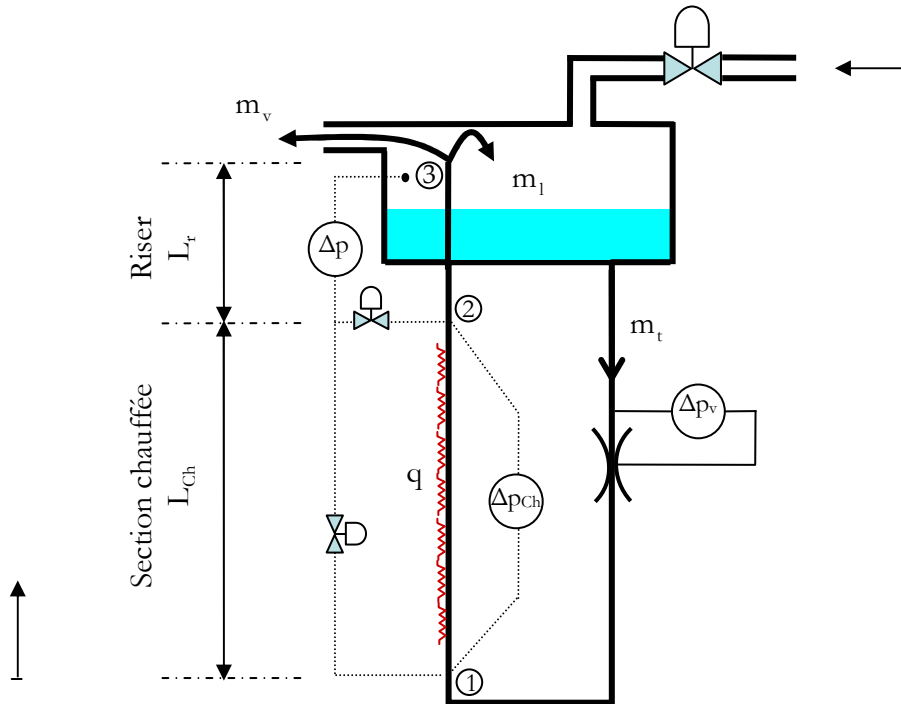 m_v
③
m_l
Δp
Riser
L_r
②
m_t
Δp_v
Section chauffée
L_Ch
q
Δp_Ch
①